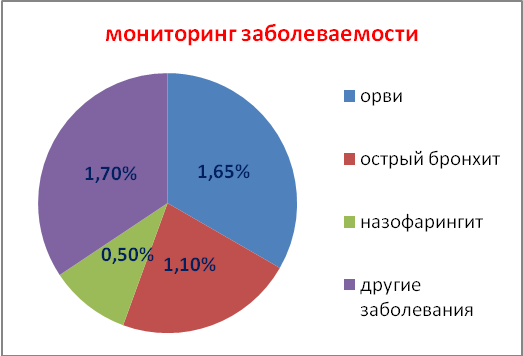 мониторинг заболеваемости
1,70%
1,65%
0,50%
1,10%
орви
острый бронхит
назофарингит
другие
заболевания